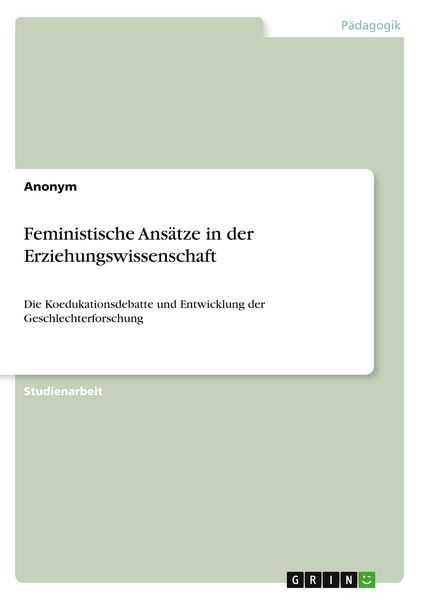 Pädagogik
Anonym
Feministische Ansätze in der
Erziehungswissenschaft
Die Koedukationsdebatte und Entwicklung der
Geschlechterforschung
Studienarbeit
GRIN